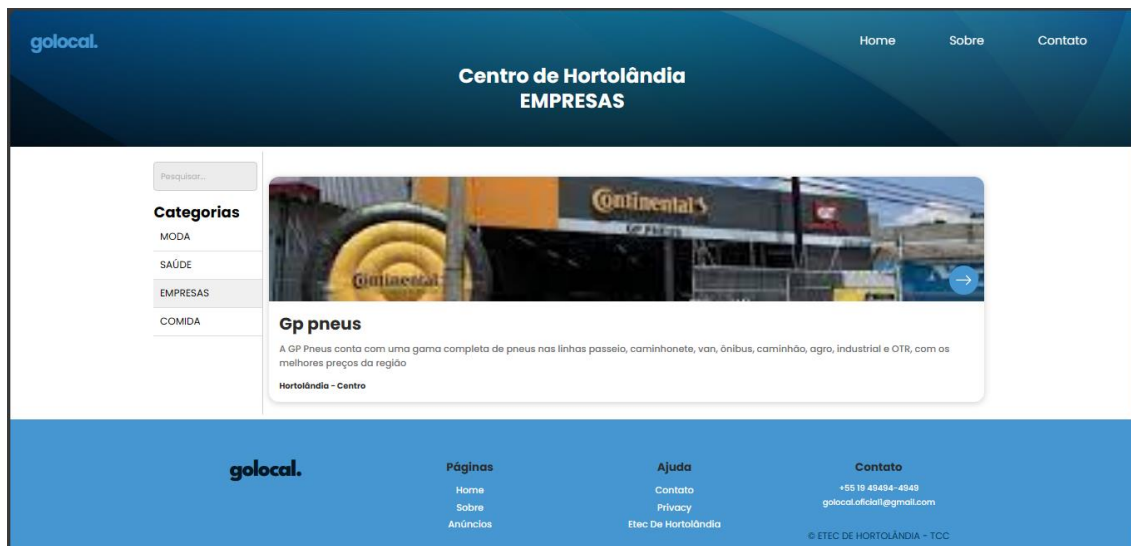 golocal.
Home
Sobre
Contato
Centro de Hortolândia
EMPRESAS
Pesquisar...
Categorias
MODA
SAÚDE
EMPRESAS
COMIDA
Continental
GP PNEUS
Continental
Gp pneus
A GP Pneus conta com uma gama completa de pneus nas linhas passeio, caminhonete, van, ônibus, caminhão, agro, industrial e OTR, com os
melhores preços da região
Hortolândia - Centro
golocal.
Páginas
Home
Sobre
Anúncios
Ajuda
Contato
Privacy
Etec De Hortolândia
Contato
+55 19 49494-4949
golocal.oficial1@gmail.com
© ETEC DE HORTOLÂNDIA - TCC